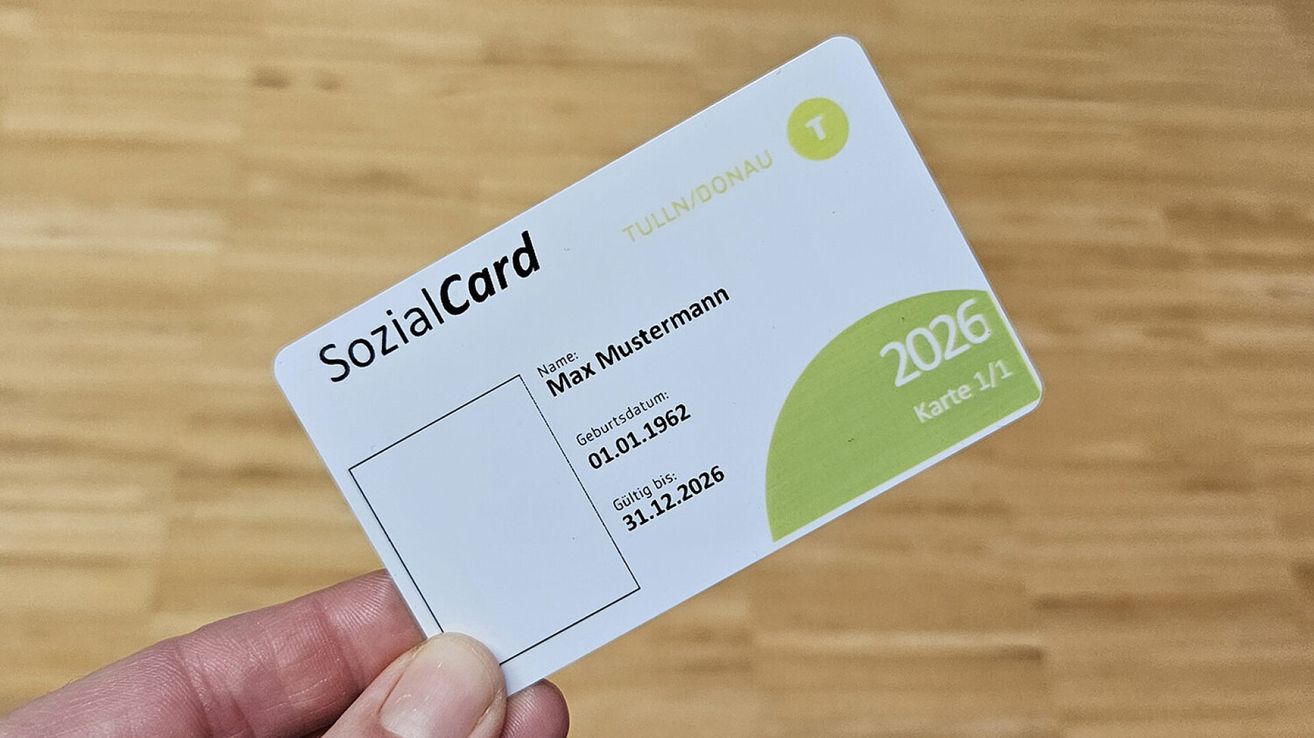 SozialCard
TULLN/DONAU
T
Name:
Max Mustermann
Geburtsdatum:
01.01.1962
Gültig bis:
31.12.2026
2026
Karte 1/1